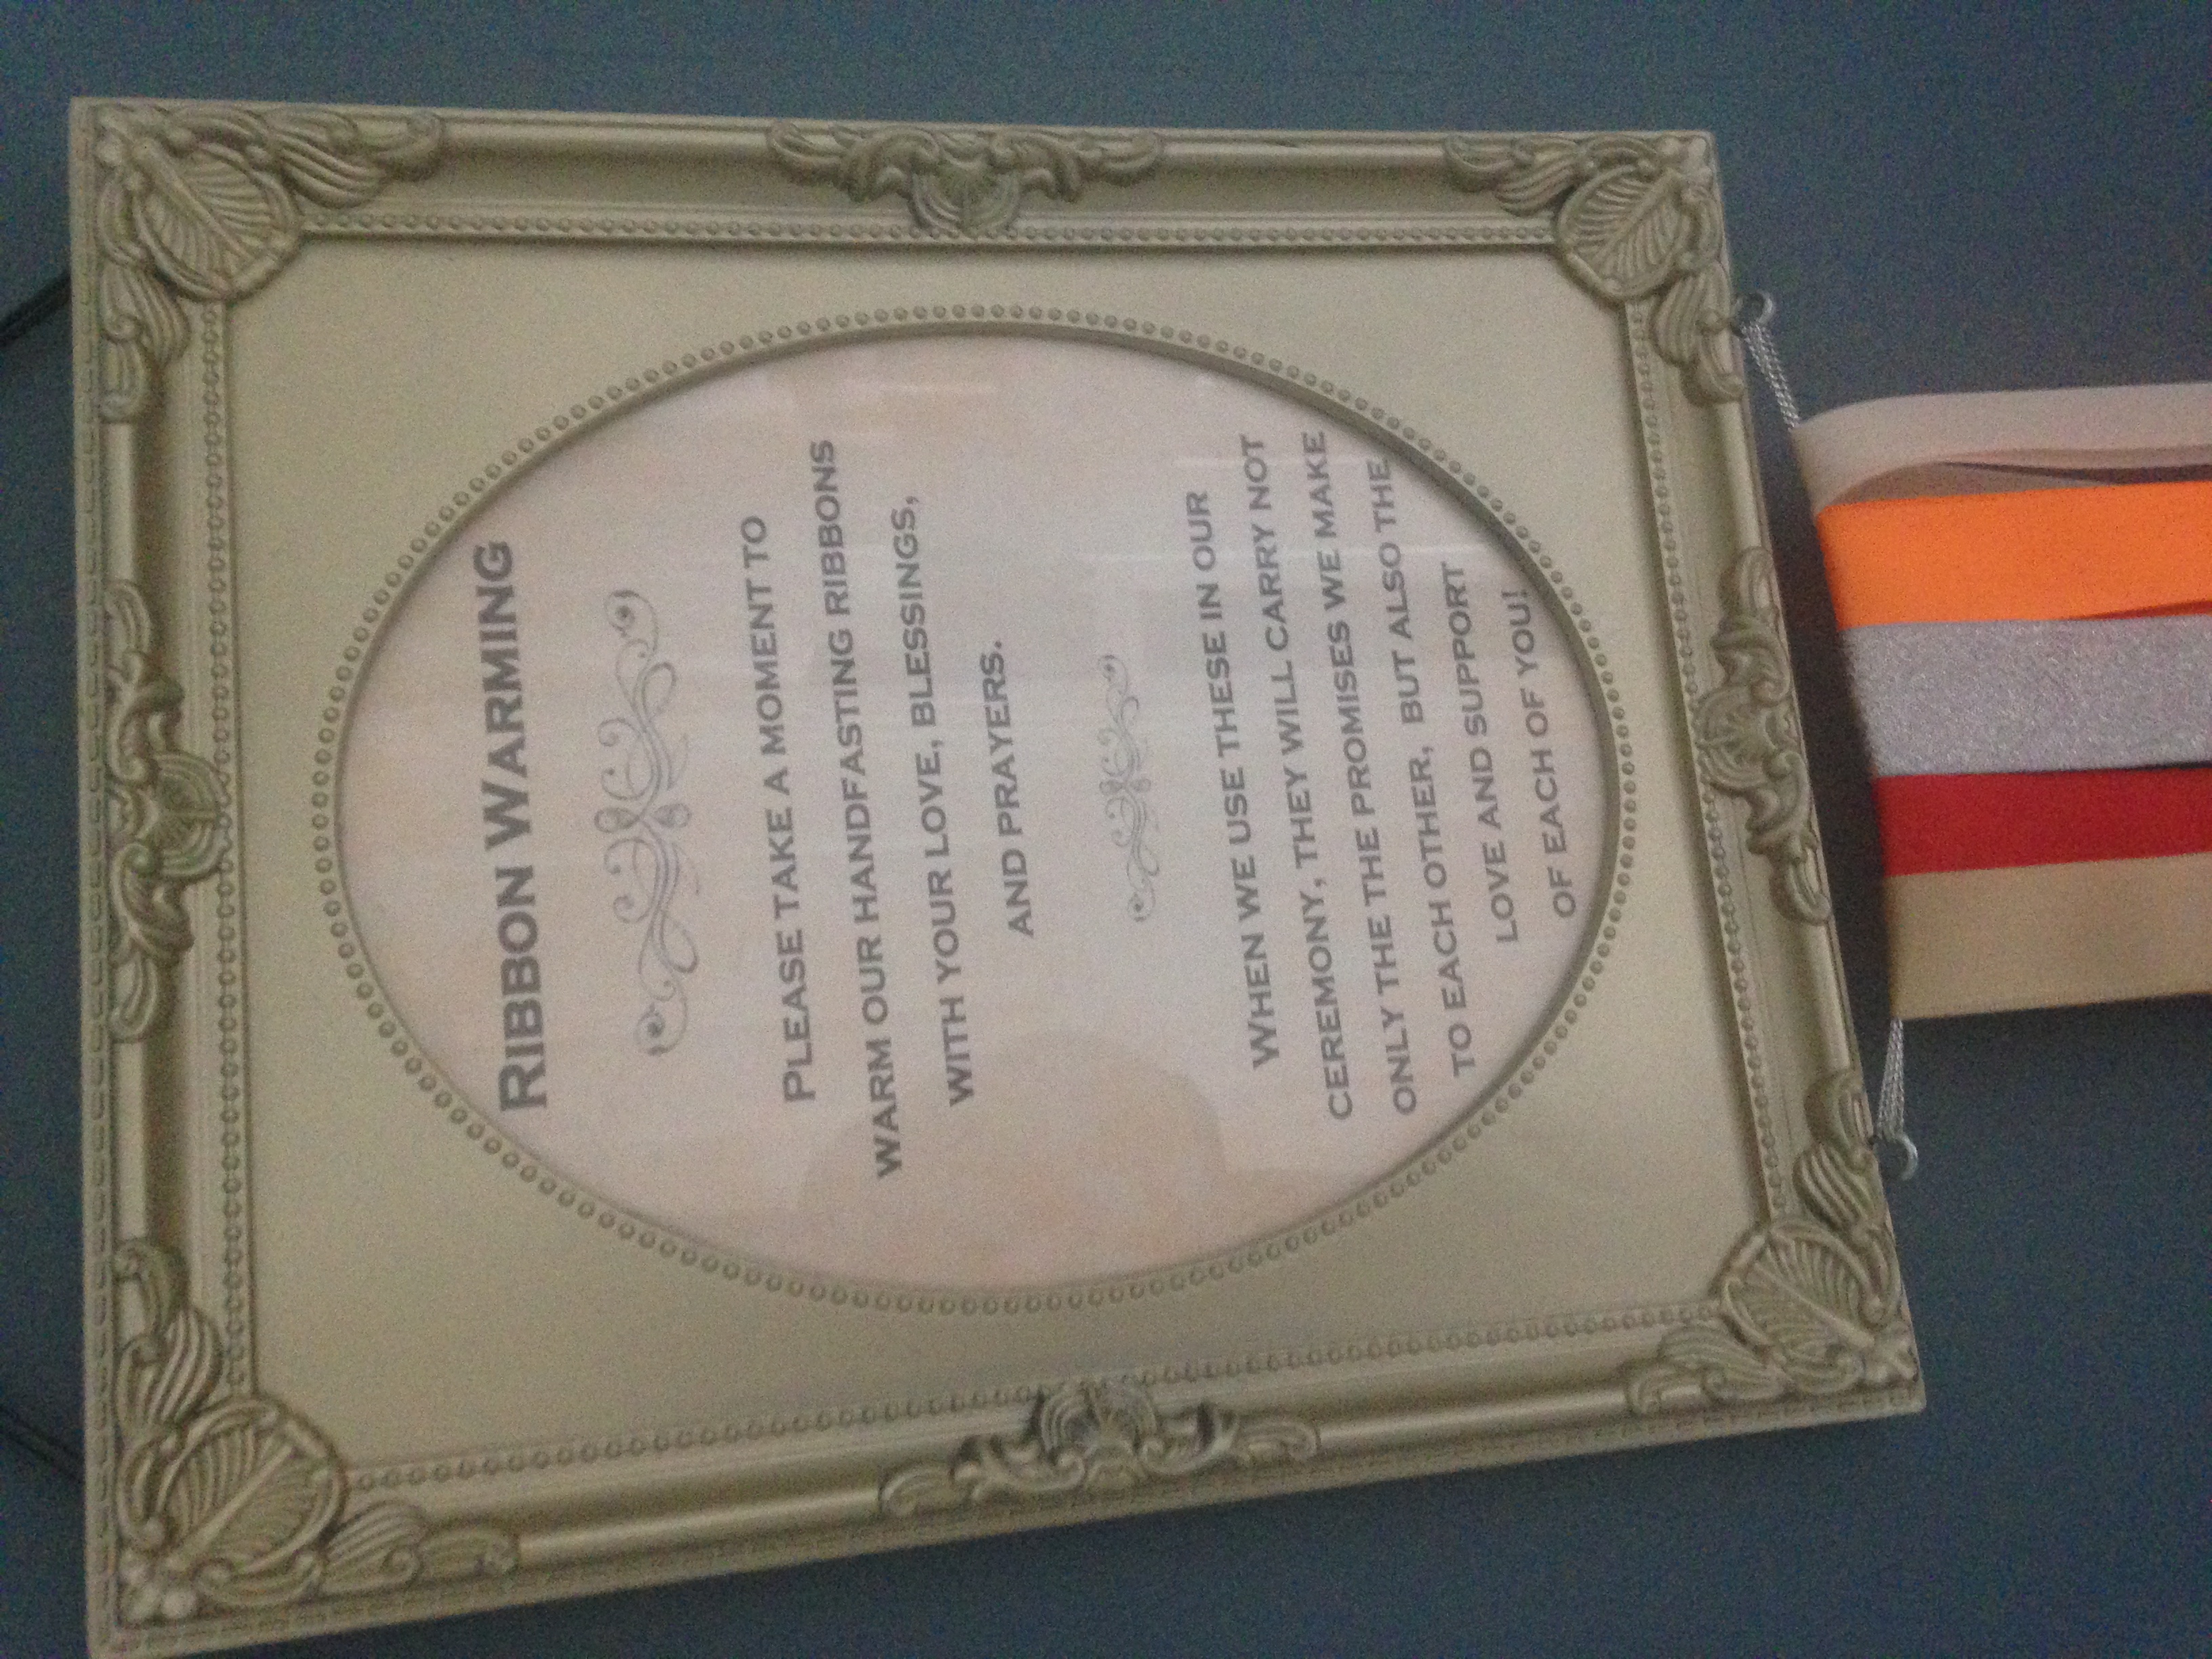 RIBBON WARMING
PLEASE TAKE A MOMENT TO
WARM OUR HANDFASTING RIBBONS
WITH YOUR LOVE, BLESSINGS,
AND PRAYERS.
WHEN WE USE THESE IN OUR
CEREMONY, THEY WILL CARRY NOT
ONLY THE THE PROMISES WE MAKE
TO EACH OTHER, BUT ALSO THE
LOVE AND SUPPORT
OF EACH OF YOU!